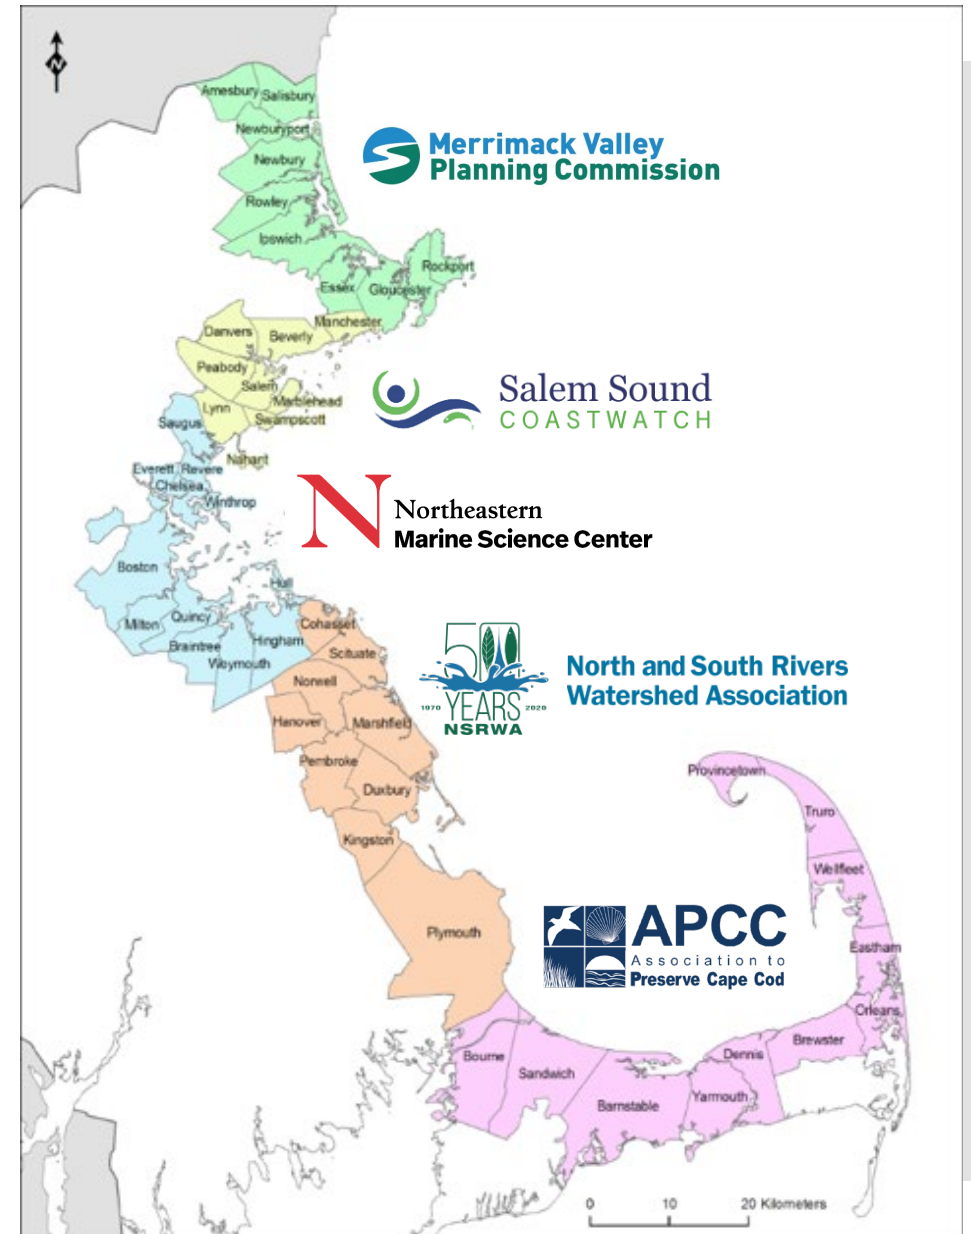 N
Amesbury
Salisbury
Newburyport
Newbury
Merrimack Valley
Planning Commission
Rowley
Ipswich
Rockport
Essex
Gloucester
Manchester
Danvers
Beverly
Peabody
Salem
Marblehead
Lynn
Swampscott
Saugus
Salem Sound
COASTWATCH
Nahant
Everett
Revere
Chelsea
Winthrop
N
Northeastern
Marine Science Center
Boston
Hull
Milton
Quincy
Braintree
Hingham
Weymouth
Cohasset
Scituate
50
1970 YEARS 2020
NSRWA
North and South Rivers
Watershed Association
Norwell
Hanover
Marshfield
Pembroke
Duxbury
Kingston
Provincetown
Truro
Wellfleet
Plymouth
APCC
Association to
Preserve Cape Cod
Eastham
Orleans
Brewster
Dennis
Bourne
Sandwich
Yarmouth
Barnstable
0 10 20 Kilometers